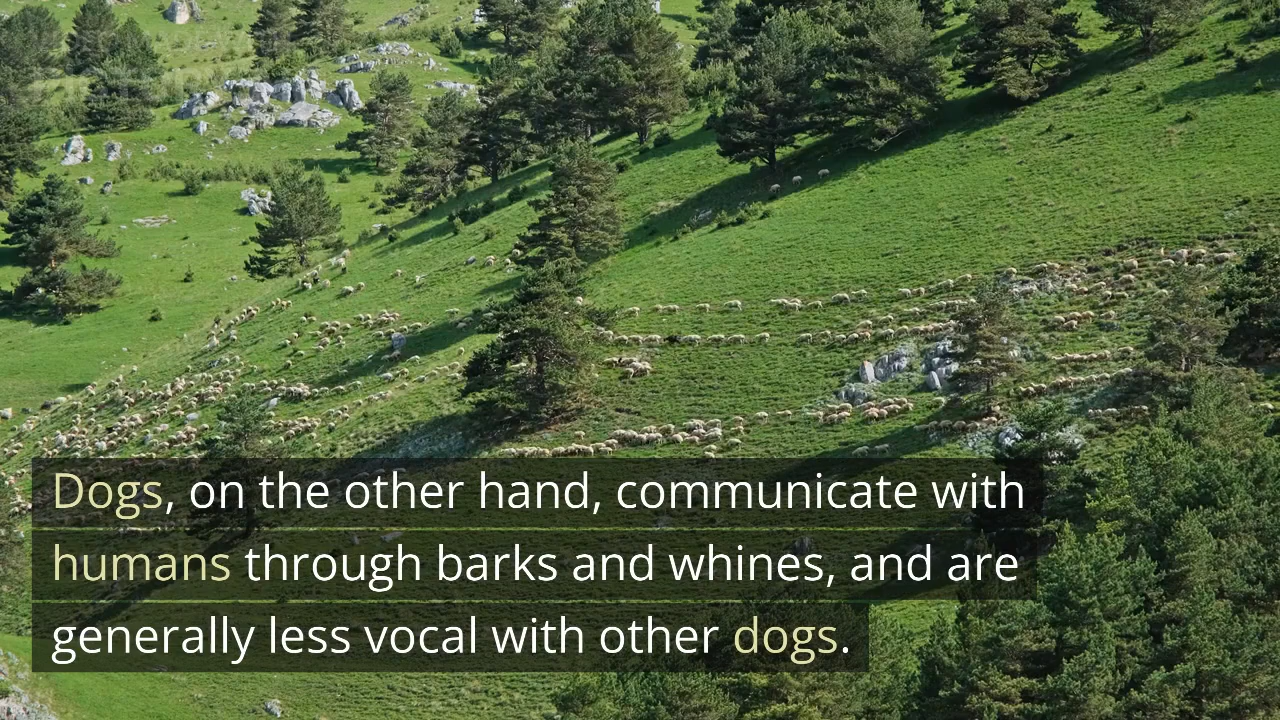 Dogs, on the other hand, communicate with
humans through barks and whines, and are
generally less vocal with other dogs.